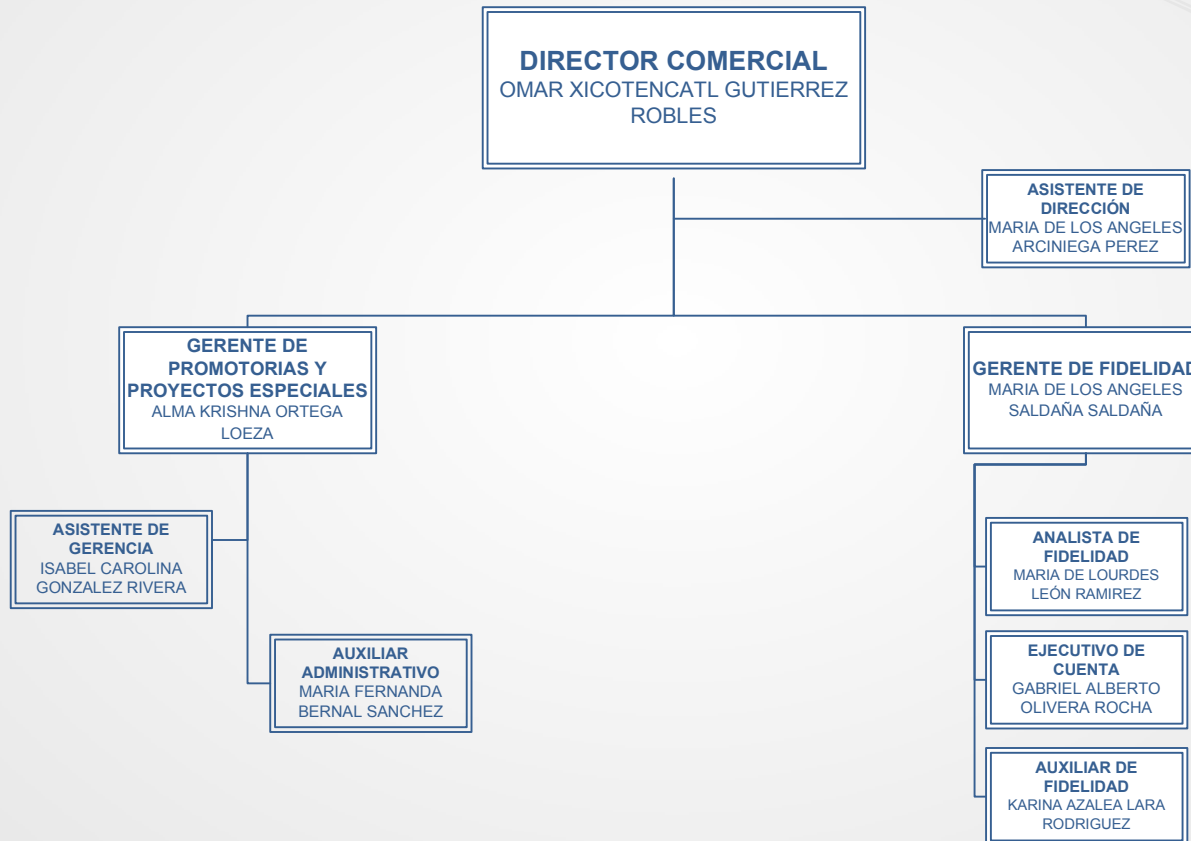 DIRECTOR COMERCIAL
OMAR XICOTENCATL GUTIERREZ
ROBLES
ASISTENTE DE
DIRECCIÓN
MARIA DE LOS ANGELES
ARCINIEGA PEREZ
GERENTE DE
PROMOTORIAS Y
PROYECTOS ESPECIALES
ALMA KRISHNA ORTEGA
LOEZA
GERENTE DE FIDELIDAD
MARIA DE LOS ANGELES
SALDAÑA SALDAÑA
ASISTENTE DE
GERENCIA
ISABEL CAROLINA
GONZALEZ RIVERA
AUXILIAR
ADMINISTRATIVO
MARIA FERNANDA
BERNAL SANCHEZ
ANALISTA DE
FIDELIDAD
MARIA DE LOURDES
LEÓN RAMIREZ
EJECUTIVO DE
CUENTA
GABRIEL ALBERTO
OLIVERA ROCHA
AUXILIAR DE
FIDELIDAD
KARINA AZALEA LARA
RODRIGUEZ